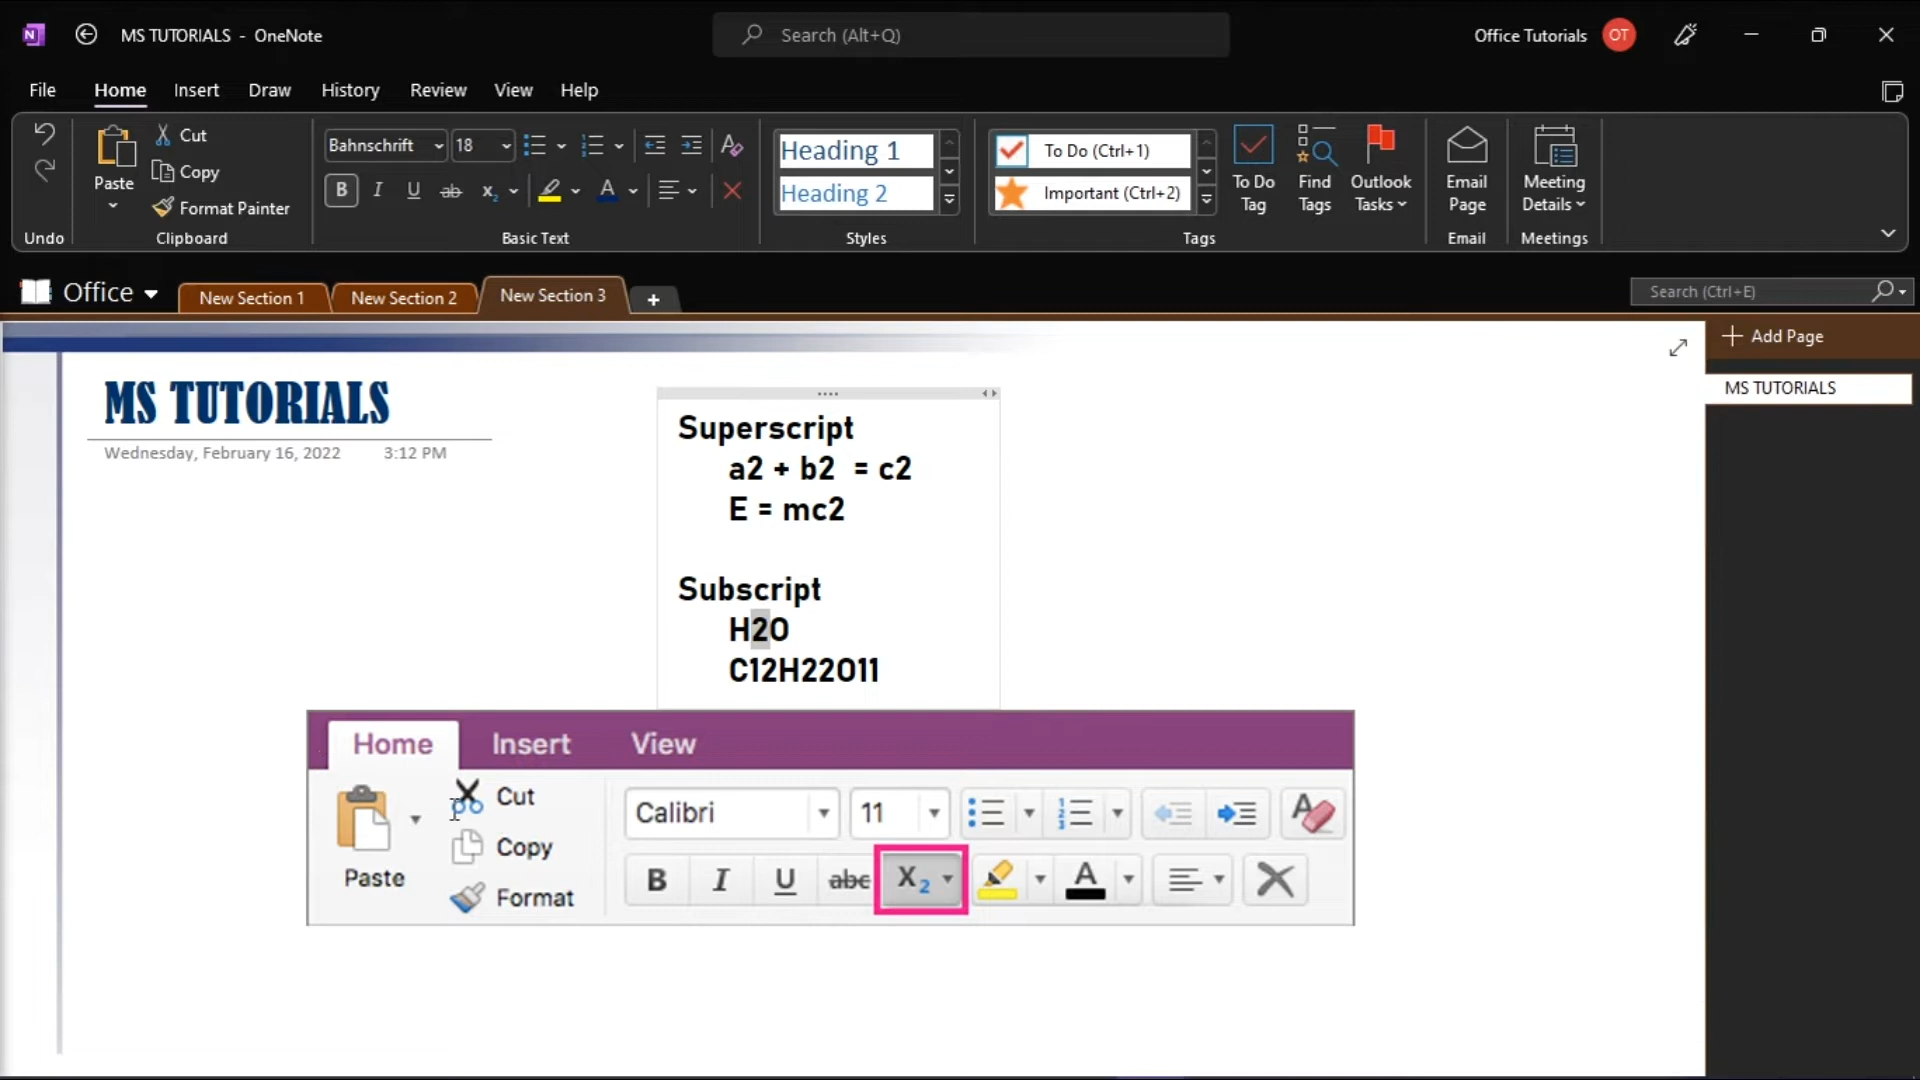 MS TUTORIALS - OneNote
Search (Alt+Q)
Office Tutorials OT
File Home Insert Draw History Review View Help
Paste
Cut
Copy
Format Painter
Bahnschrift 18
B I U ab x2 A
Heading 1
Heading 2
To Do (Ctrl+1)
Important (Ctrl+2)
To Do Tag
Find Tags
Outlook Tasks
Email Page
Meeting Details
Undo Clipboard Basic Text Styles Tags Email Meetings
Office New Section 1 New Section 2 New Section 3 +
Search (Ctrl+E)
Add Page
MS TUTORIALS
MS TUTORIALS
Wednesday, February 16, 2022 3:12 PM
Superscript
a2 + b2 = c2
E = mc2
Subscript
H2O
C12H22O11
Home Insert View
Paste
Cut
Copy
Format
Calibri 11
B I U abc X2 A